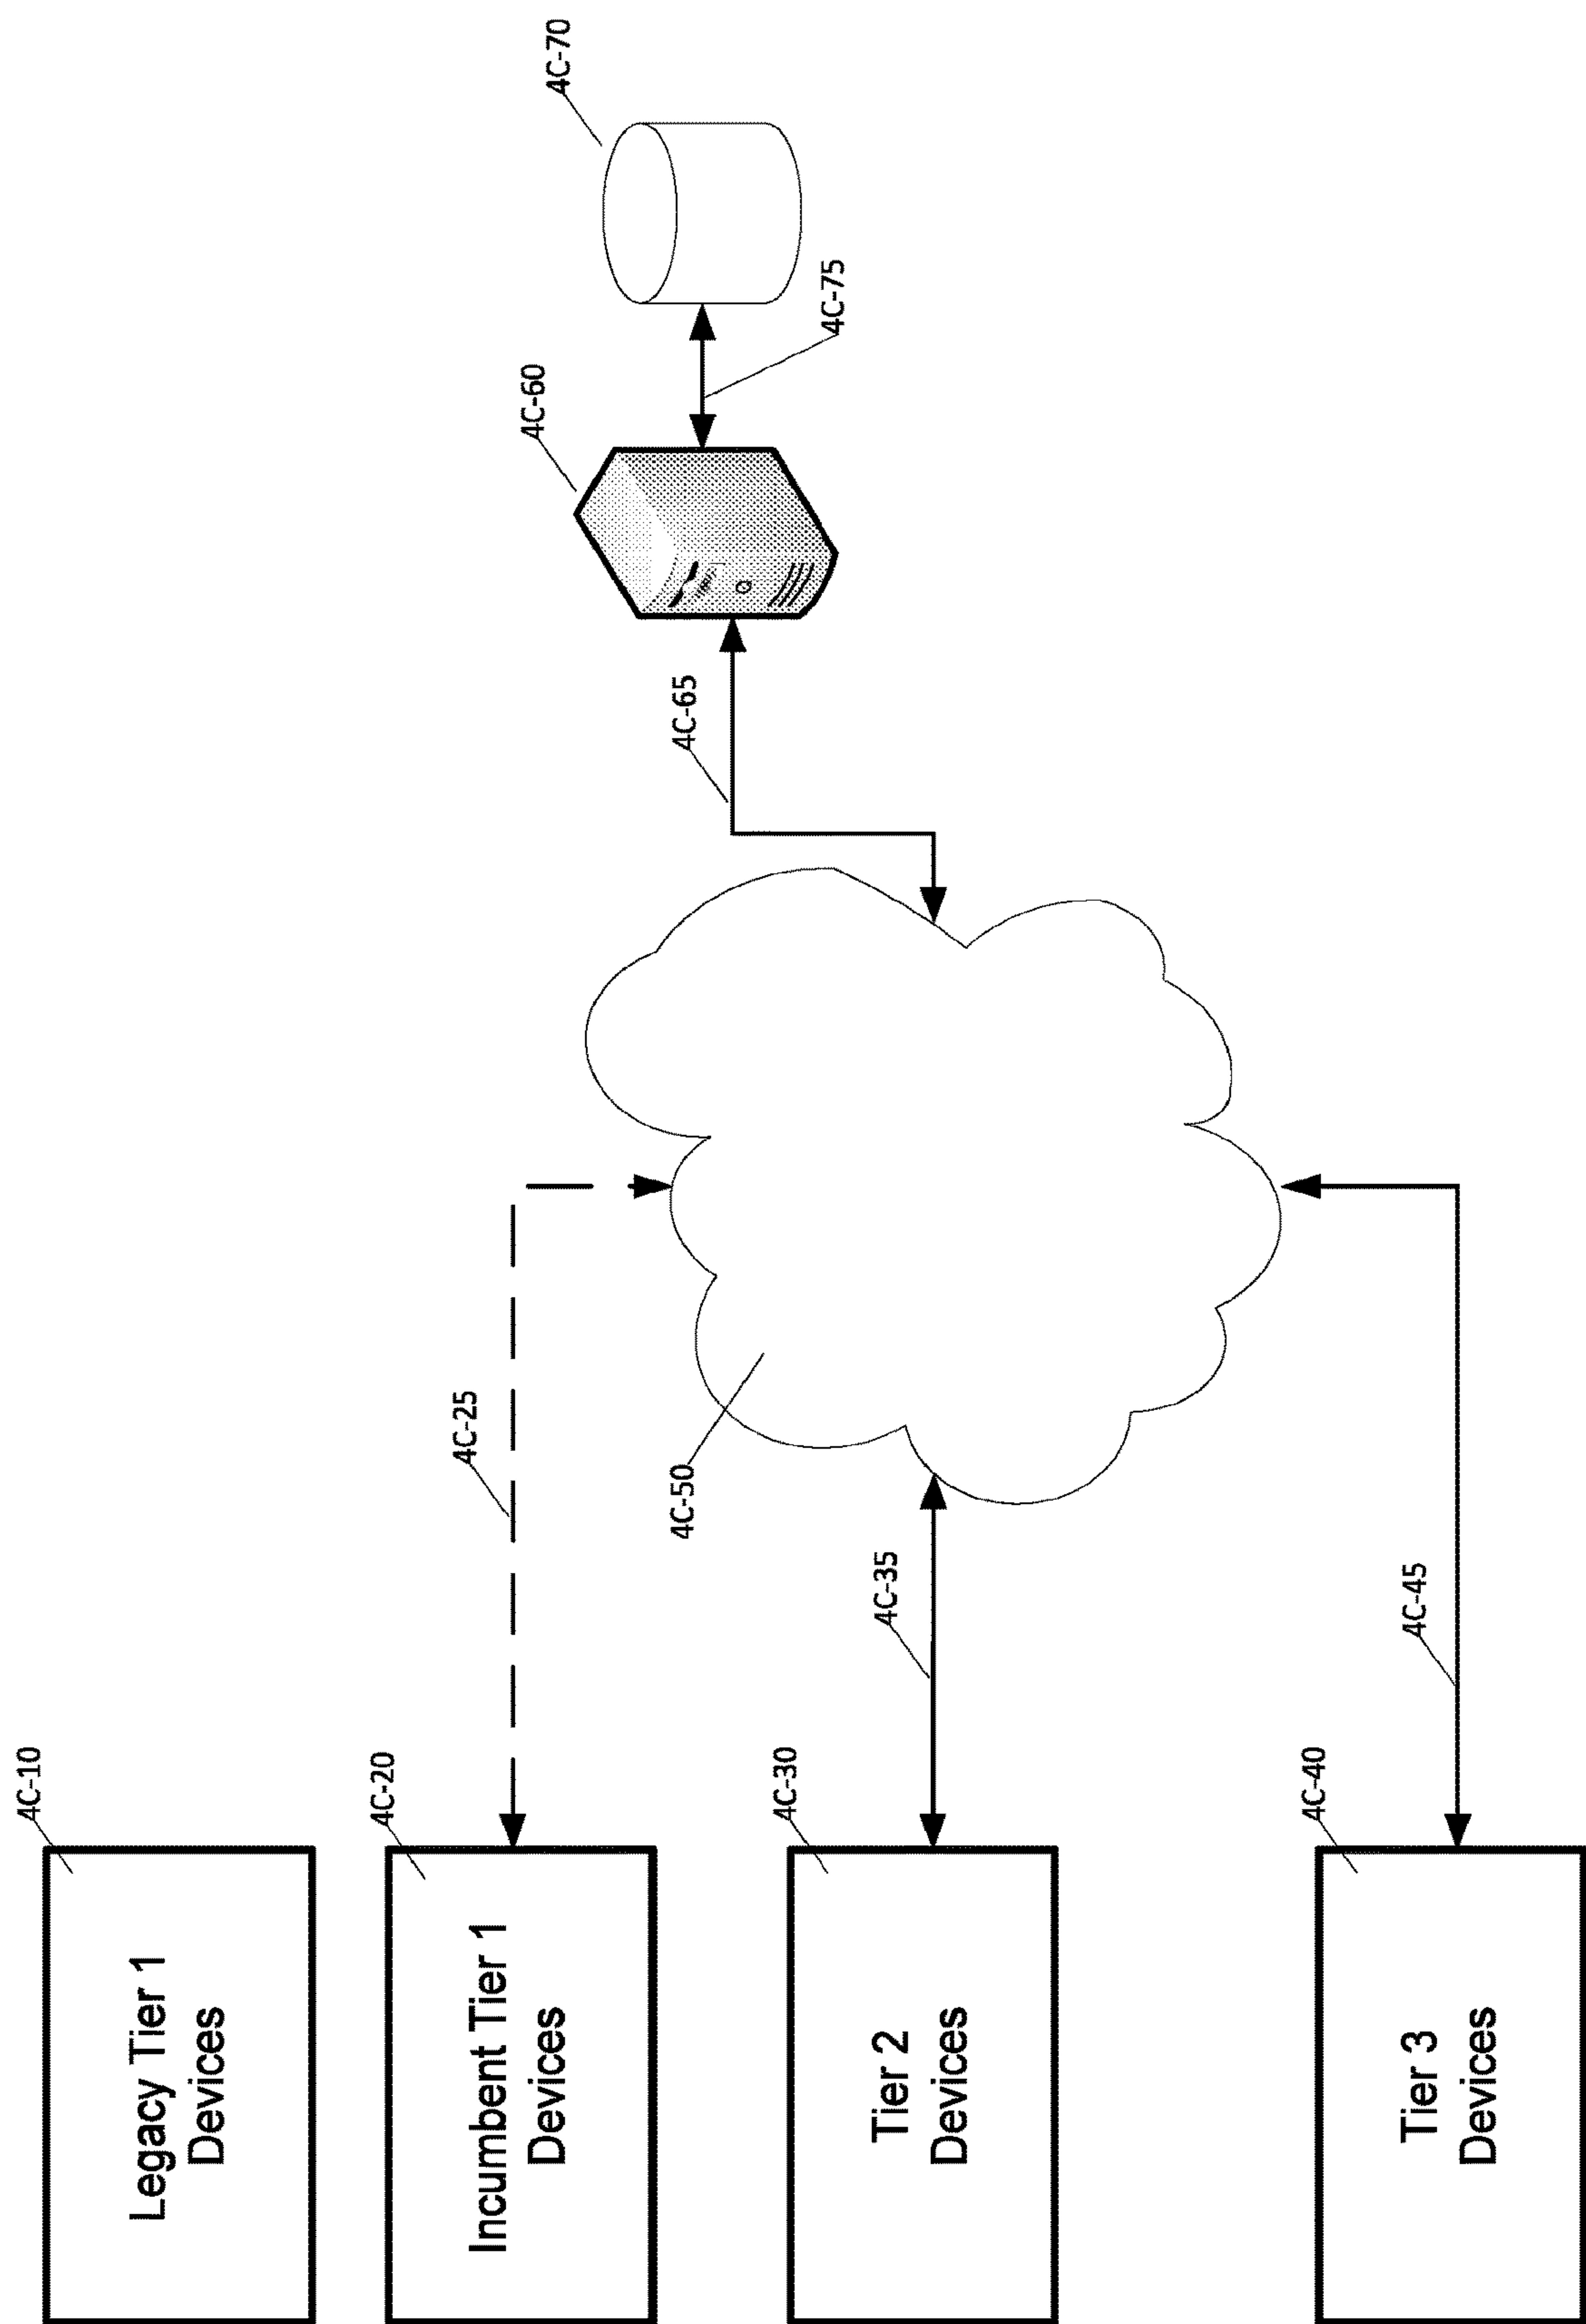 4C-10
Legacy Tier 1
Devices
4C-20
Incumbent Tier 1
Devices
4C-25
4C-30
Tier 2
Devices
4C-35
4C-40
Tier 3
Devices
4C-45
4C-50
4C-65
4C-60
4C-75
4C-70